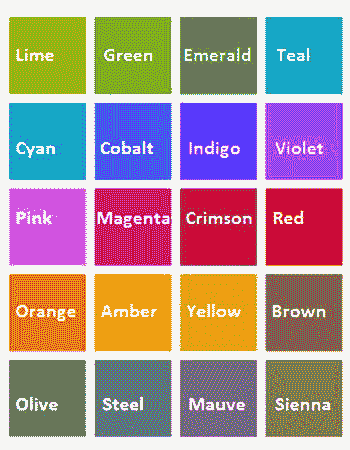 Lime Green Emerald Teal
Cyan Cobalt Indigo Violet
Pink Magenta Crimson Red
Orange Amber Yellow Brown
Olive Steel Mauve Sienna